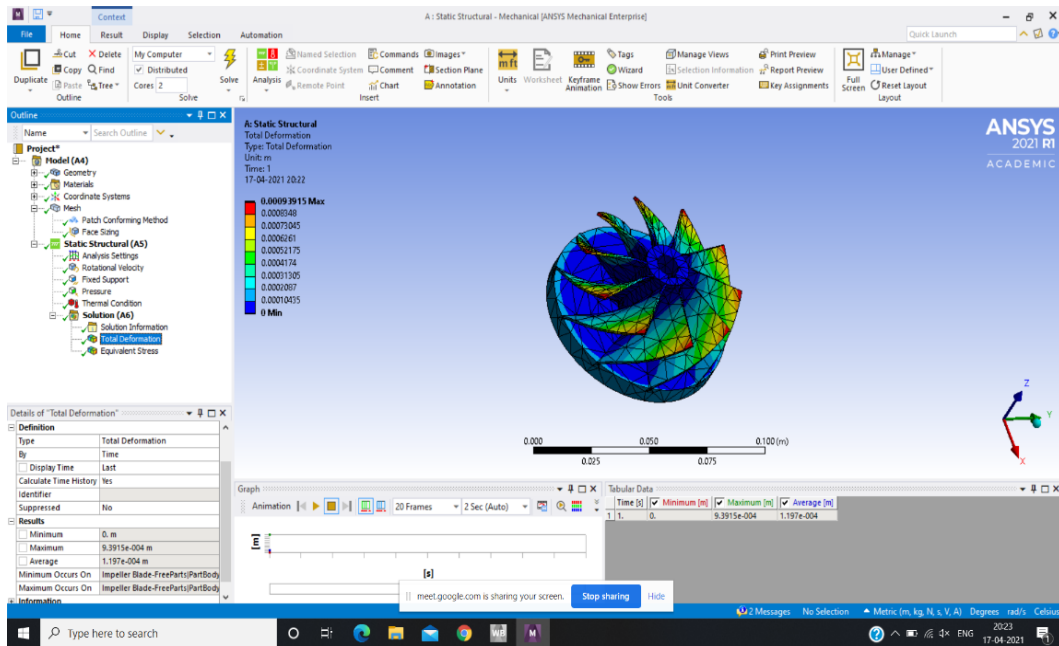 Context
A : Static Structural - Mechanical [ANSYS Mechanical Enterprise]
File Home Result Display Selection Automation
Quick Launch
Duplicate
Cut
Copy
Paste
Delete
Find
Tree
Outline
My Computer
Distributed
Cores 2
Solve
Solve
Analysis
Named Selection
Coordinate System
Remote Point
Commands
Comment
Chart
Images
Section Plane
Annotation
Insert
Units
Worksheet
Keyframe
Animation
Tags
Wizard
Show Errors
Manage Views
Selection Information
Unit Converter
Print Preview
Report Preview
Key Assignments
Tools
Full
Screen
Manage
User Defined
Reset Layout
Layout
Outline
Name Search Outline
Project*
Model (A4)
Geometry
Materials
Coordinate Systems
Mesh
Patch Conforming Method
Face Sizing
Static Structural (A5)
Analysis Settings
Rotational Velocity
Fixed Support
Pressure
Thermal Condition
Solution (A6)
Solution Information
Total Deformation
Equivalent Stress
A: Static Structural
Total Deformation
Type: Total Deformation
Unit: m
Time: 1
17-04-2021 20:22
0.00093915 Max
0.0008348
0.00073045
0.0006261
0.00052175
0.0004174
0.00031305
0.0002087
0.00010435
0 Min
ANSYS
2021 R1
ACADEMIC
0.000 0.050 0.100 (m)
0.025 0.075
Z
Y
X
Details of "Total Deformation"
Definition
Type Total Deformation
By Time
Display Time Last
Calculate Time History Yes
Identifier
Suppressed No
Results
Minimum 0. m
Maximum 9.3915e-004 m
Average 1.197e-004 m
Minimum Occurs On Impeller Blade-FreeParts|PartBody
Maximum Occurs On Impeller Blade-FreeParts|PartBody
Information
Graph
Animation 20 Frames 2 Sec (Auto)
[m]
[s]
Tabular Data
Time [s] Minimum [m] Maximum [m] Average [m]
1 1. 0. 9.3915e-004 1.197e-004
meet.google.com is sharing your screen. Stop sharing Hide
2 Messages No Selection Metric (m, kg, N, s, V, A) Degrees rad/s Celsius
Type here to search
WB
M
ENG
20:23
17-04-2021